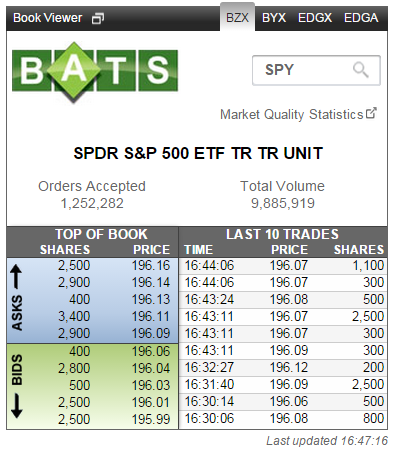 Book Viewer BZX BYX EDGX EDGA
BATS
SPY
Market Quality Statistics
SPDR S&P 500 ETF TR TR UNIT
Orders Accepted Total Volume
1,252,282 9,885,919
TOP OF BOOK LAST 10 TRADES
SHARES PRICE TIME PRICE SHARES
ASKS
2,500 196.16 16:44:06 196.07 1,100
2,900 196.14 16:44:06 196.07 300
400 196.13 16:43:24 196.08 500
3,400 196.11 16:43:11 196.07 2,500
2,900 196.09 16:43:11 196.07 300
BIDS
400 196.06 16:43:11 196.09 300
2,800 196.04 16:32:27 196.12 200
500 196.03 16:31:40 196.09 2,500
2,500 196.01 16:30:14 196.06 500
2,500 195.99 16:30:06 196.08 800
Last updated 16:47:16